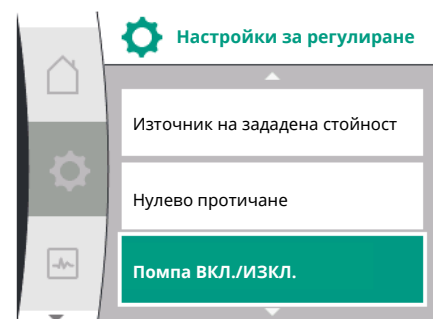 Настройки за регулиране
Източник на зададена стойност
Нулево протичане
Помпа ВКЛ./ИЗКЛ.